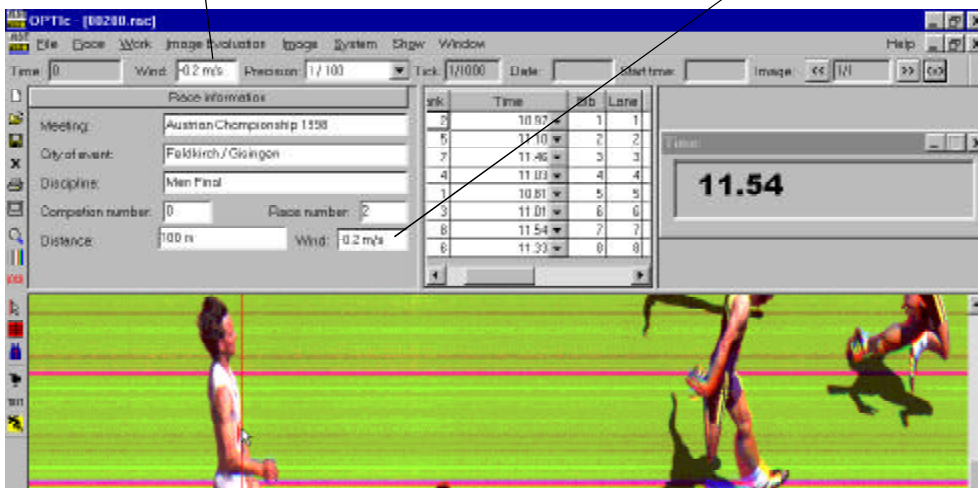 OPTIc - [00200.rsc]
File Race Work Image Evaluation Image System Show Window Help
Time: 0 Wind: -0.2 m/s Precision: 1/100 Tick: 1/1000 Date: Start time: Image: << 1/1 >>
Race information
Meeting: Austrian Championship 1998
City of event: Feldkirch / Gisingen
Discipline: Men Final
Competion number: 0 Race number: 2
Distance: 100 m Wind: -0.2 m/s
ank Time Bib Lane
2 10.97 1 1
5 11.10 2 2
7 11.46 3 3
4 11.03 4 4
1 10.81 5 5
3 11.01 6 6
8 11.54 7 7
6 11.33 8 8
Time:
11.54
TEXT